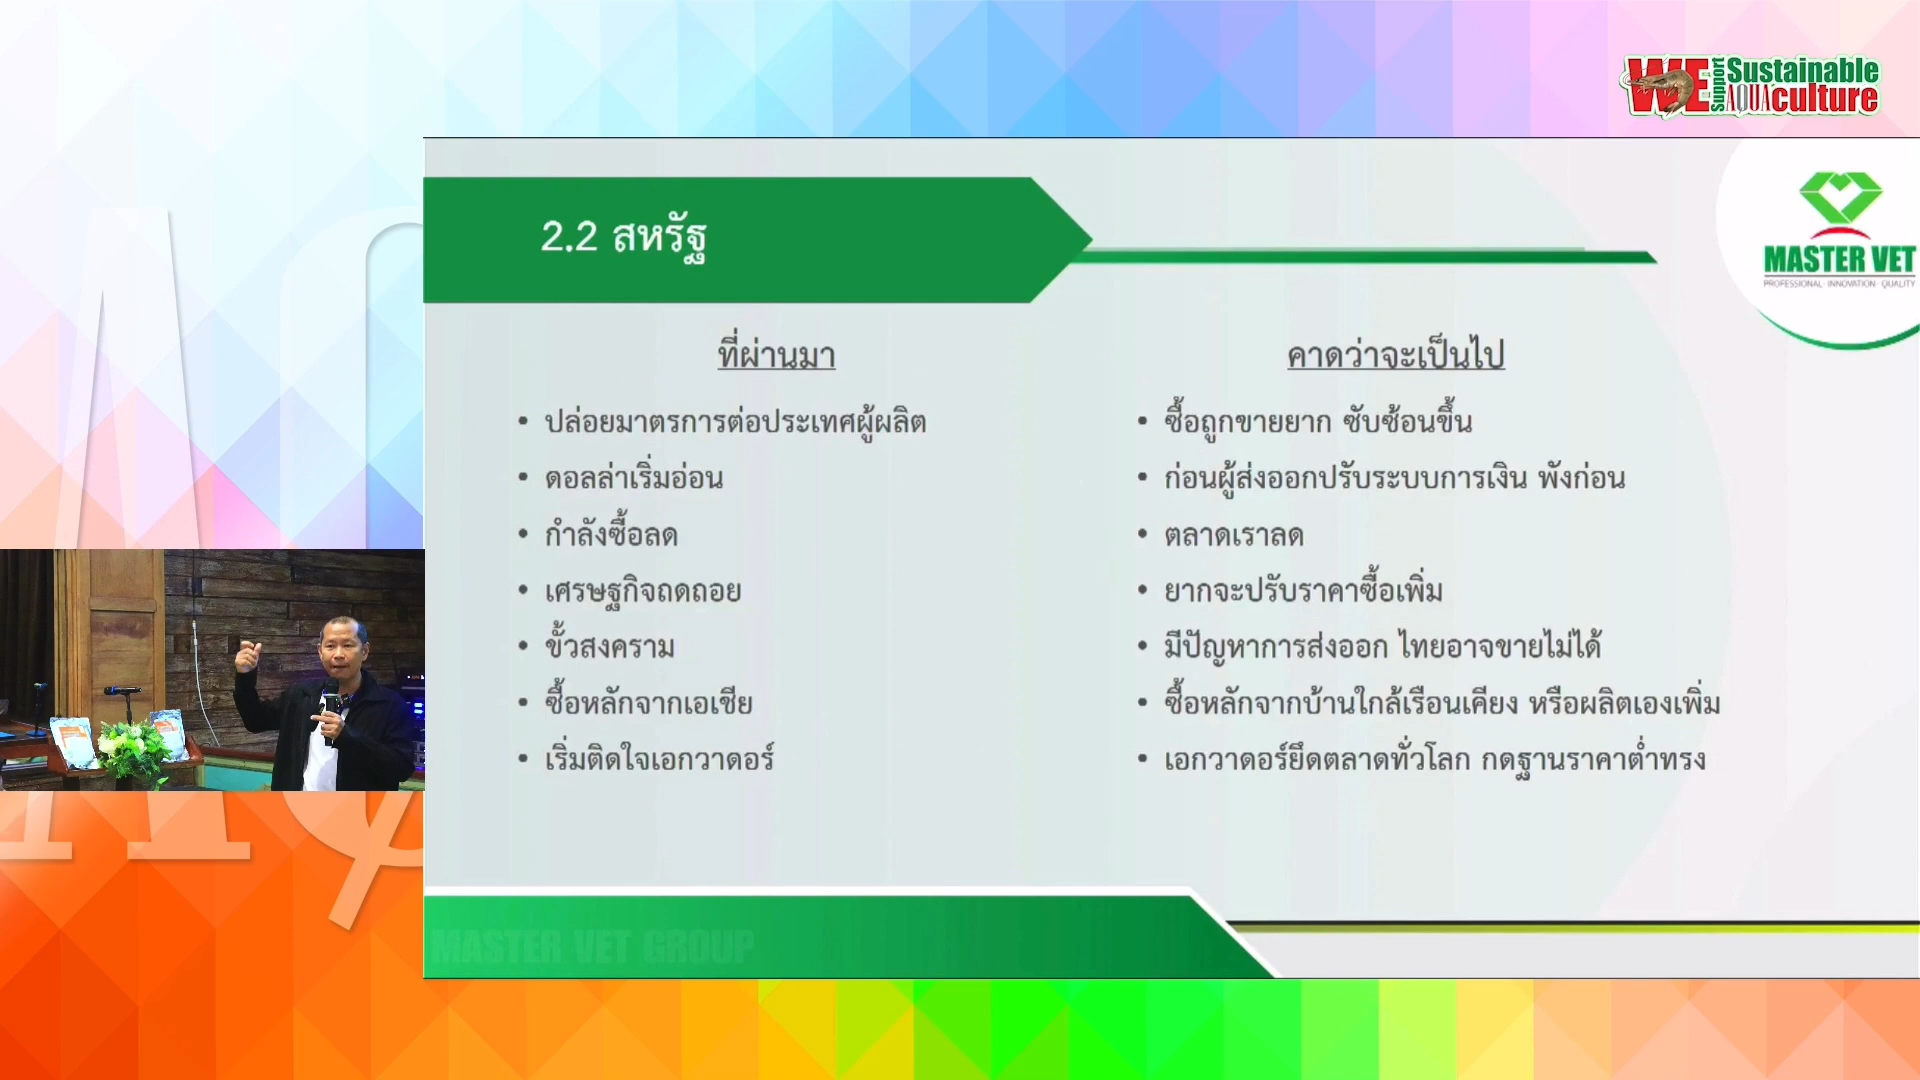 WE Support Sustainable AQUAculture
MASTER VET
PROFESSIONAL · INNOVATION · QUALITY
2.2 สหรัฐ
ที่ผ่านมา
• ปล่อยมาตรการต่อประเทศผู้ผลิต
• ดอลล่าเริ่มอ่อน
• กำลังซื้อลด
• เศรษฐกิจถดถอย
• ขั้วสงคราม
• ซื้อหลักจากเอเชีย
• เริ่มติดใจเอกวาดอร์
คาดว่าจะเป็นไป
• ซื้อถูกขายยาก ซับซ้อนขึ้น
• ก่อนผู้ส่งออกปรับระบบการเงิน พังก่อน
• ตลาดเราลด
• ยากจะปรับราคาซื้อเพิ่ม
• มีปัญหาการส่งออก ไทยอาจขายไม่ได้
• ซื้อหลักจากบ้านใกล้เรือนเคียง หรือผลิตเองเพิ่ม
• เอกวาดอร์ยึดตลาดทั่วโลก กดฐานราคาต่ำทรง
MASTER VET GROUP